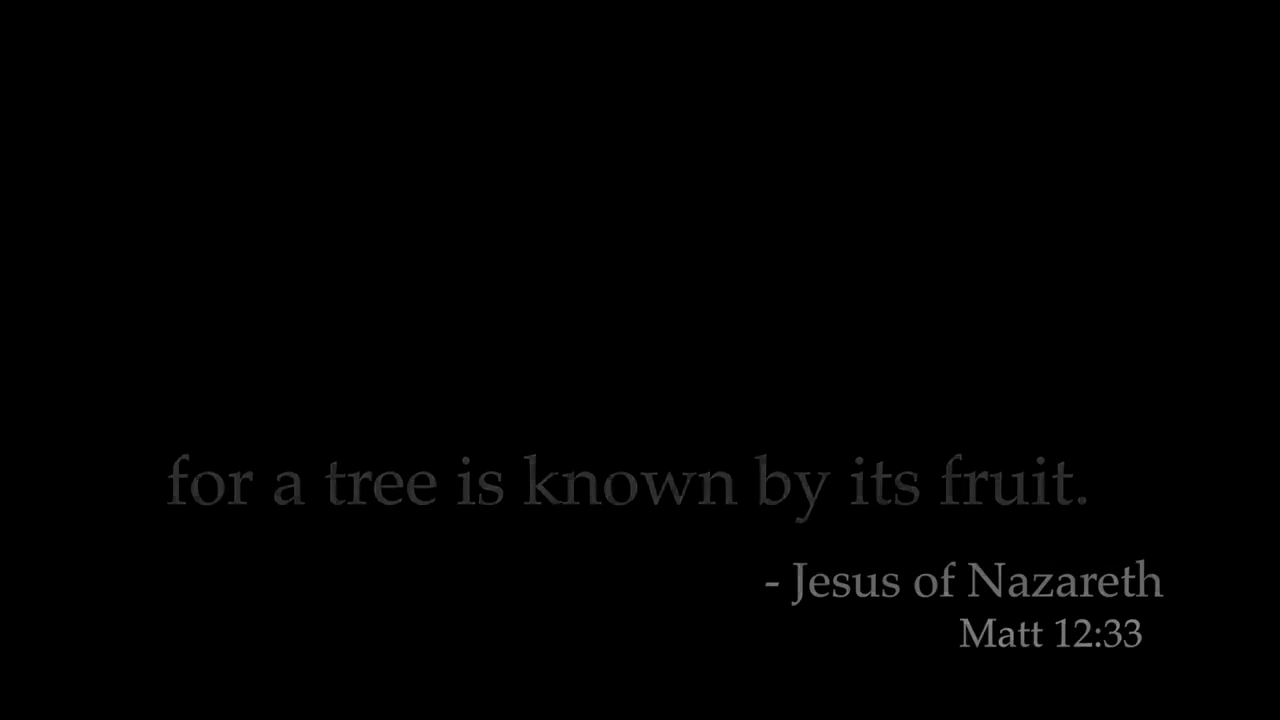 for a tree is known by its fruit.
- Jesus of Nazareth
Matt 12:33